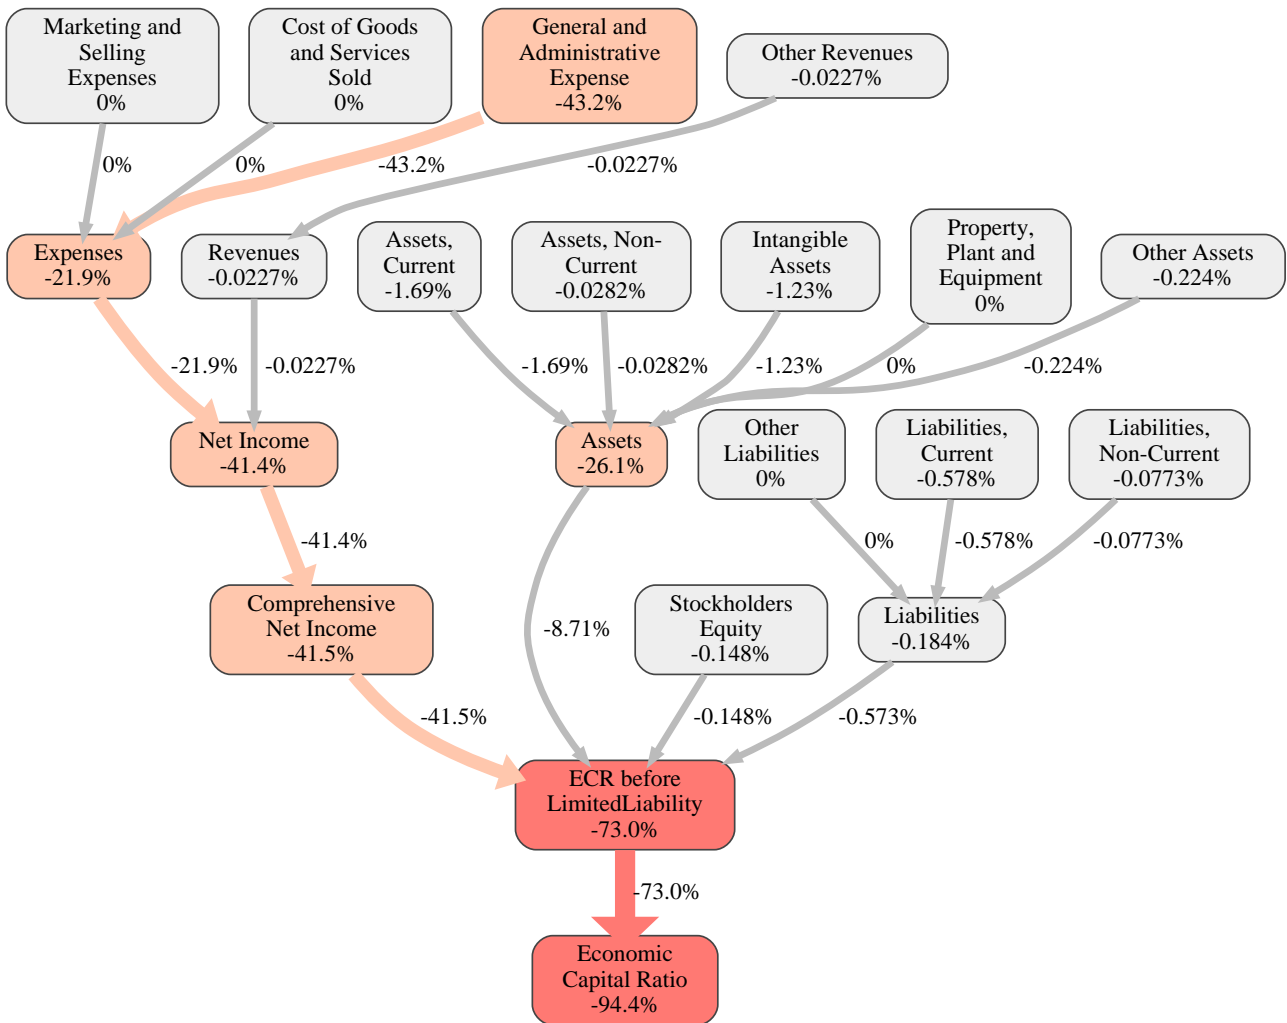 Marketing and
Selling
Expenses
0%
Cost of Goods
and Services
Sold
0%
General and
Administrative
Expense
-43.2%
Other Revenues
-0.0227%
0%
0%
-43.2%
-0.0227%
Expenses
-21.9%
Revenues
-0.0227%
Assets,
Current
-1.69%
Assets, Non-
Current
-0.0282%
Intangible
Assets
-1.23%
Property,
Plant and
Equipment
0%
Other Assets
-0.224%
-21.9%
-0.0227%
-1.69%
-0.0282%
-1.23%
0%
-0.224%
Net Income
-41.4%
Assets
-26.1%
Other
Liabilities
0%
Liabilities,
Current
-0.578%
Liabilities,
Non-Current
-0.0773%
-41.4%
0%
-0.578%
-0.0773%
Comprehensive
Net Income
-41.5%
-8.71%
Stockholders
Equity
-0.148%
Liabilities
-0.184%
-41.5%
-0.148%
-0.573%
ECR before
LimitedLiability
-73.0%
-73.0%
Economic
Capital Ratio
-94.4%